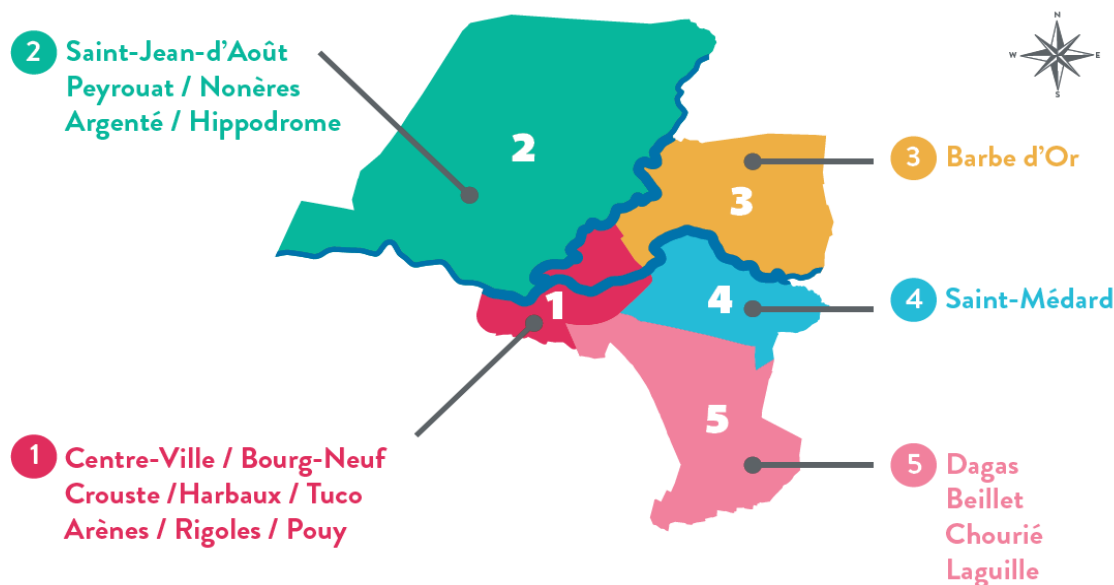 2 Saint-Jean-d'Août
Peyrouat / Nonères
Argenté / Hippodrome
N
W E
S
2
3 Barbe d'Or
3
4 Saint-Médard
4
1
5
1 Centre-Ville / Bourg-Neuf
Crouste /Harbaux / Tuco
Arènes / Rigoles / Pouy
5 Dagas
Beillet
Chourié
Laguille